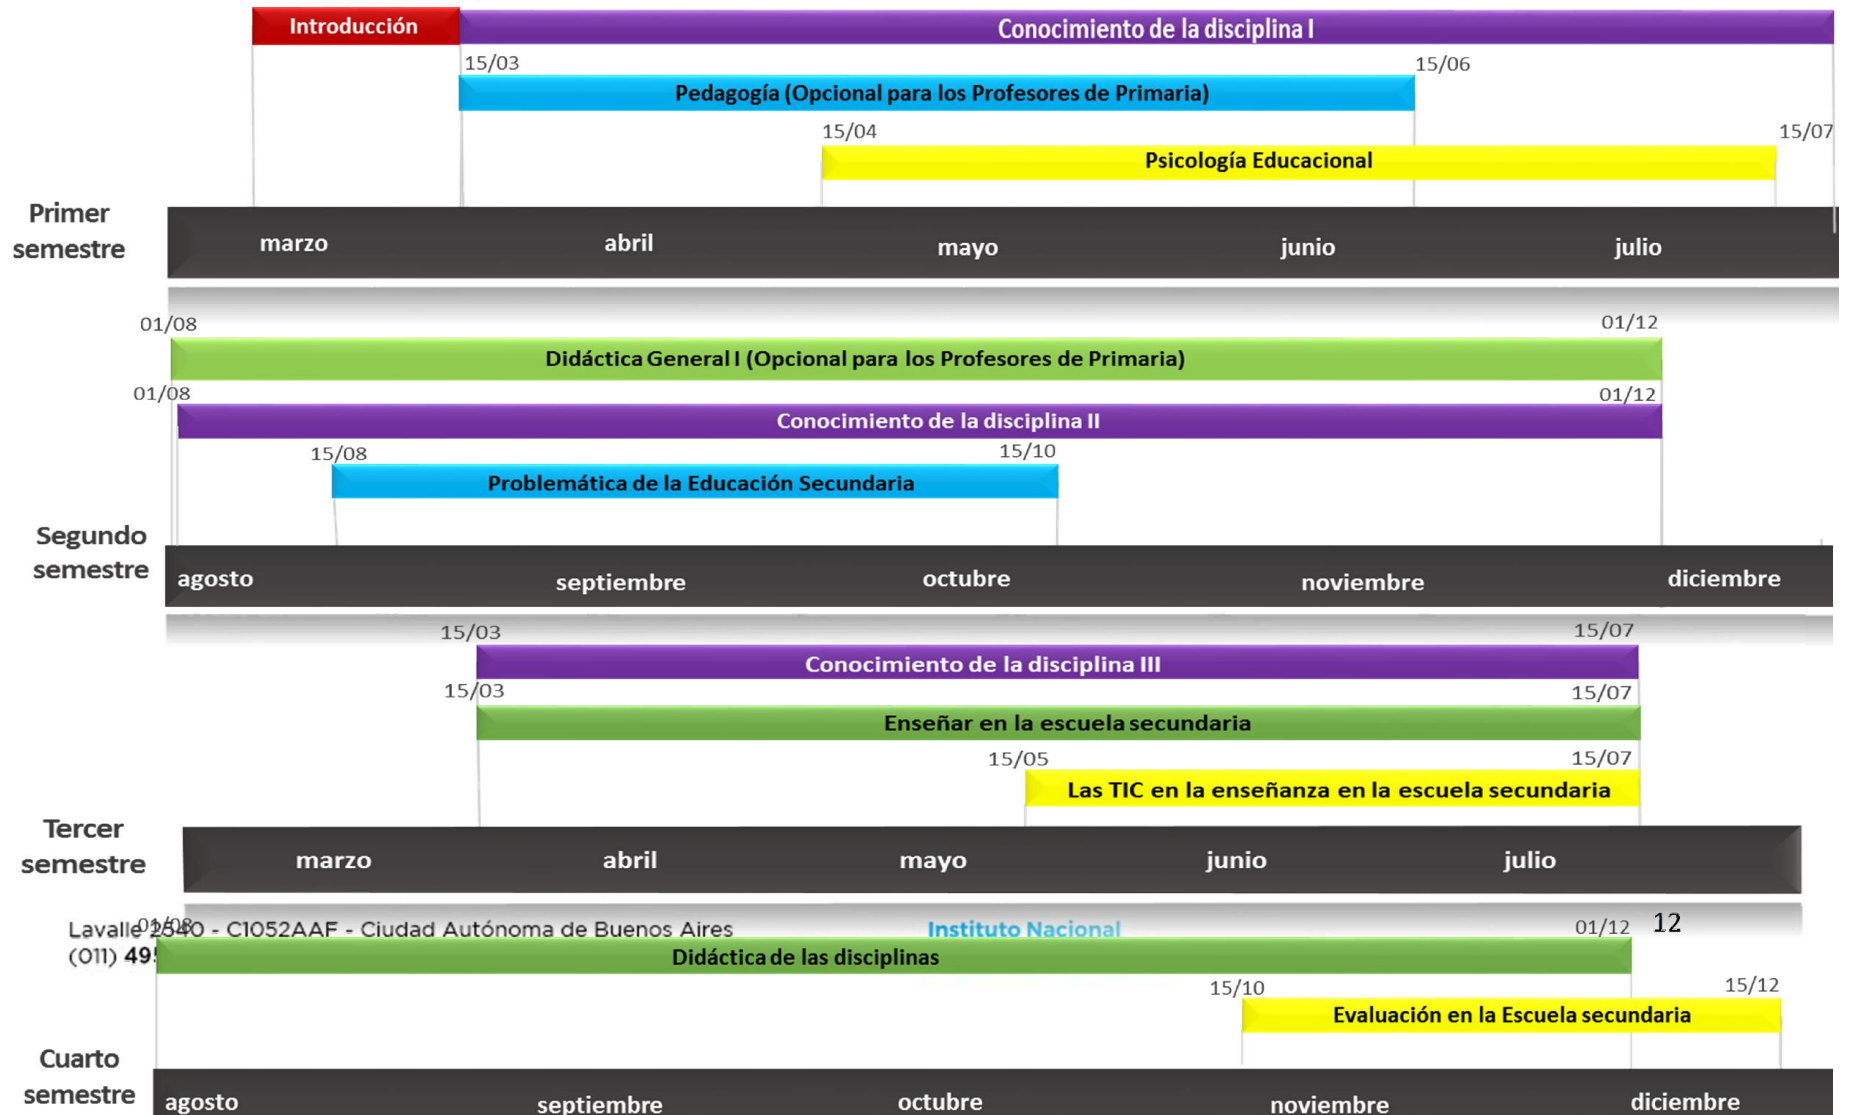 Introducción
Conocimiento de la disciplina I
15/03
15/06
Pedagogía (Opcional para los Profesores de Primaria)
15/04
15/07
Psicología Educacional
Primer
semestre
marzo
abril
mayo
junio
julio
01/08
01/12
Didáctica General I (Opcional para los Profesores de Primaria)
01/08
01/12
Conocimiento de la disciplina II
15/08
15/10
Problemática de la Educación Secundaria
Segundo
semestre
agosto
septiembre
octubre
noviembre
diciembre
15/03
15/07
Conocimiento de la disciplina III
15/03
15/07
Enseñar en la escuela secundaria
15/05
15/07
Las TIC en la enseñanza en la escuela secundaria
Tercer
semestre
marzo
abril
mayo
junio
julio
01/08
Lavalle 2540 - C1052AAF - Ciudad Autónoma de Buenos Aires
Instituto Nacional
01/12
12
(011)
Didáctica de las disciplinas
15/10
15/12
Evaluación en la Escuela secundaria
Cuarto
semestre
agosto
septiembre
octubre
noviembre
diciembre